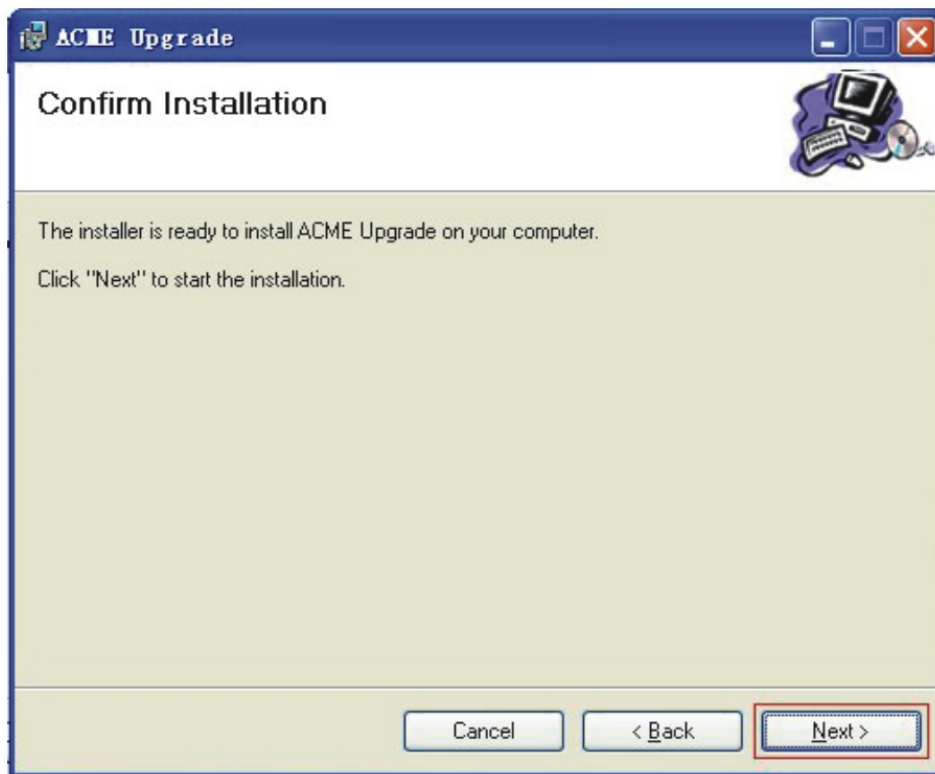 ACME Upgrade
Confirm Installation
The installer is ready to install ACME Upgrade on your computer.
Click "Next" to start the installation.
Cancel
< Back
Next >